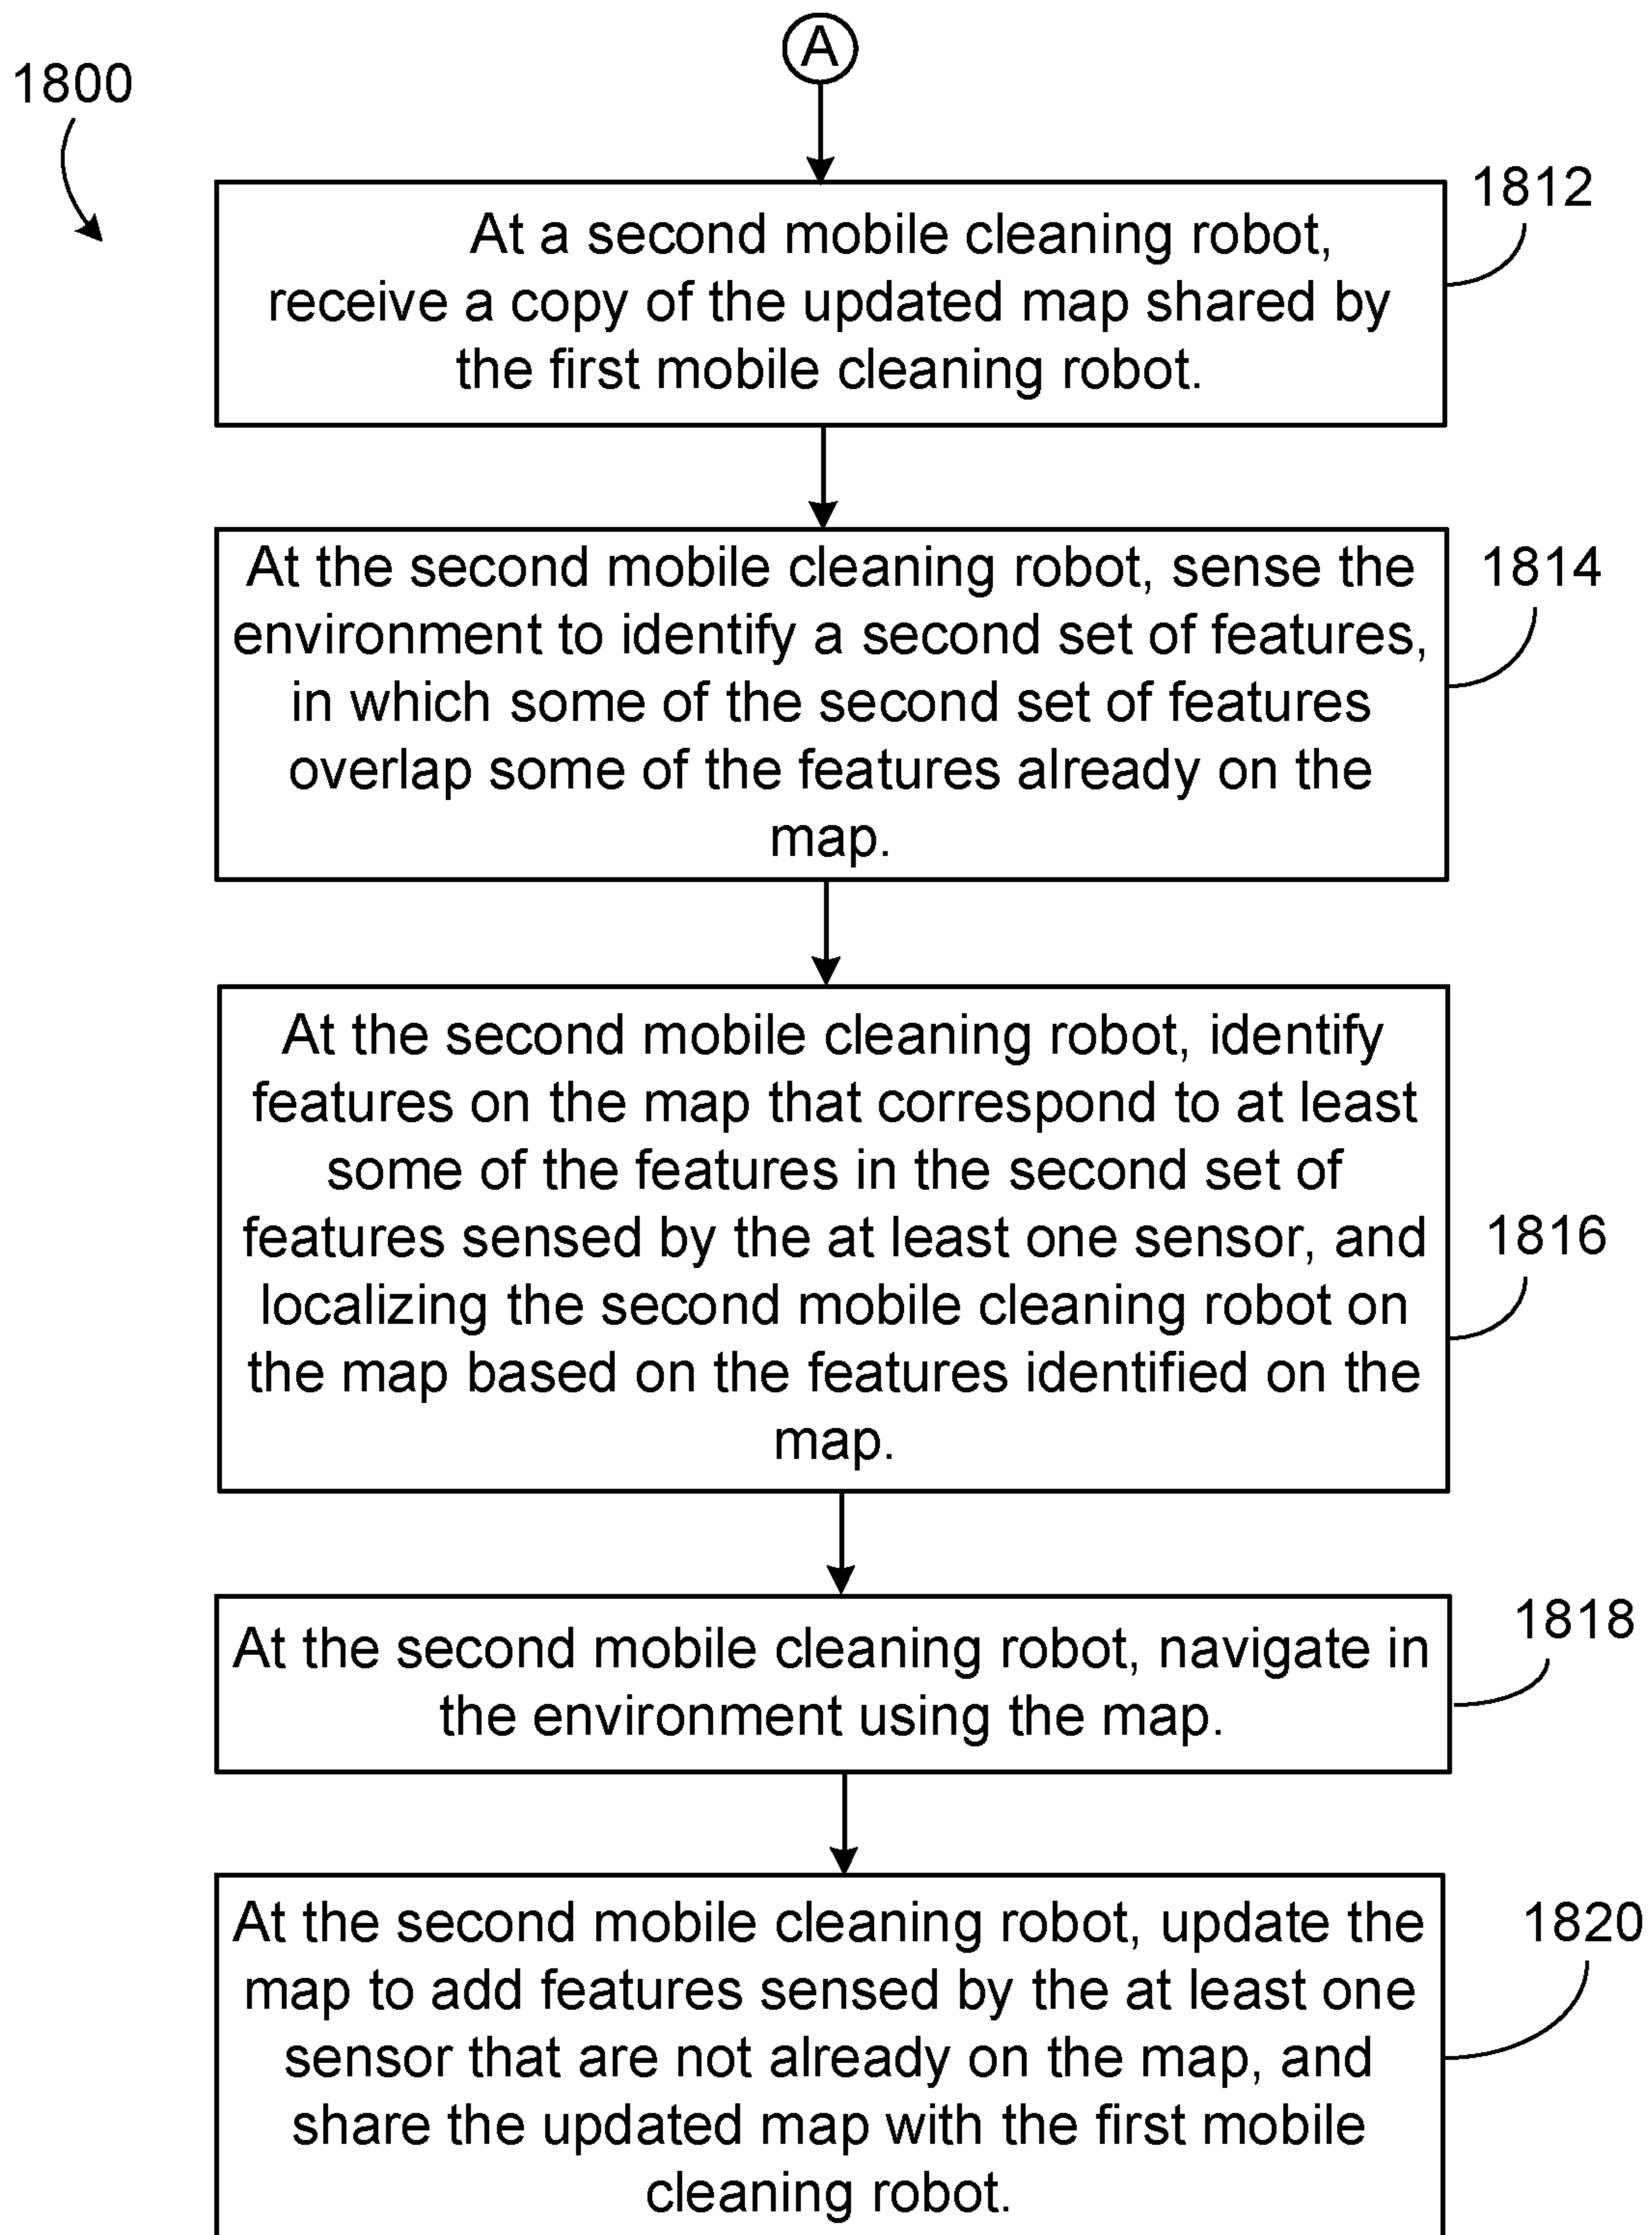 A
1800
1812
At a second mobile cleaning robot,
receive a copy of the updated map shared by
the first mobile cleaning robot.
1814
At the second mobile cleaning robot, sense the
environment to identify a second set of features,
in which some of the second set of features
overlap some of the features already on the
map.
1816
At the second mobile cleaning robot, identify
features on the map that correspond to at least
some of the features in the second set of
features sensed by the at least one sensor, and
localizing the second mobile cleaning robot on
the map based on the features identified on the
map.
1818
At the second mobile cleaning robot, navigate in
the environment using the map.
1820
At the second mobile cleaning robot, update the
map to add features sensed by the at least one
sensor that are not already on the map, and
share the updated map with the first mobile
cleaning robot.